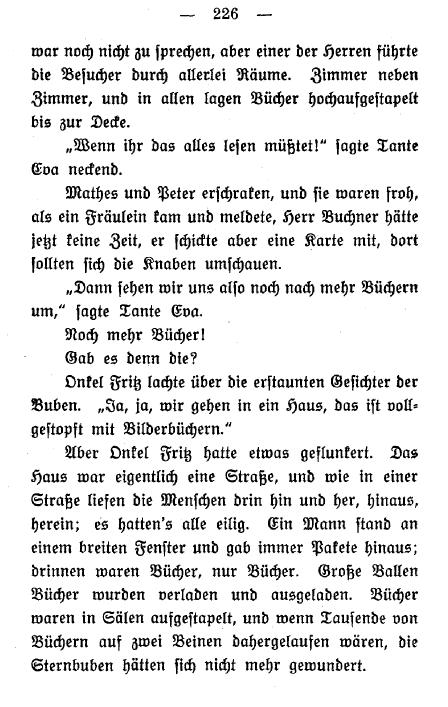 — 226 —
war noch nicht zu sprechen, aber einer der Herren führte
die Besucher durch allerlei Räume. Zimmer neben
Zimmer, und in allen lagen Bücher hochaufgestapelt
bis zur Decke.
„Wenn ihr das alles lesen müßtet!“ sagte Tante
Eva neckend.
Mathes und Peter erschraken, und sie waren froh,
als ein Fräulein kam und meldete, Herr Buchner hätte
jetzt keine Zeit, er schickte aber eine Karte mit, dort
sollten sich die Knaben umschauen.
„Dann sehen wir uns also noch nach mehr Büchern
um,“ sagte Tante Eva.
Noch mehr Bücher!
Gab es denn die?
Onkel Fritz lachte über die erstaunten Gesichter der
Buben. „Ja, ja, wir gehen in ein Haus, das ist voll-
gestopft mit Bilderbüchern.“
Aber Onkel Fritz hatte etwas geflunkert. Das
Haus war eigentlich eine Straße, und wie in einer
Straße liefen die Menschen drin hin und her, hinaus,
herein; es hatten's alle eilig. Ein Mann stand an
einem breiten Fenster und gab immer Pakete hinaus;
drinnen waren Bücher, nur Bücher. Große Ballen
Bücher wurden verladen und ausgeladen. Bücher
waren in Sälen aufgestapelt, und wenn Tausende von
Büchern auf zwei Beinen dahergelaufen wären, die
Sternbuben hätten sich nicht mehr gewundert.